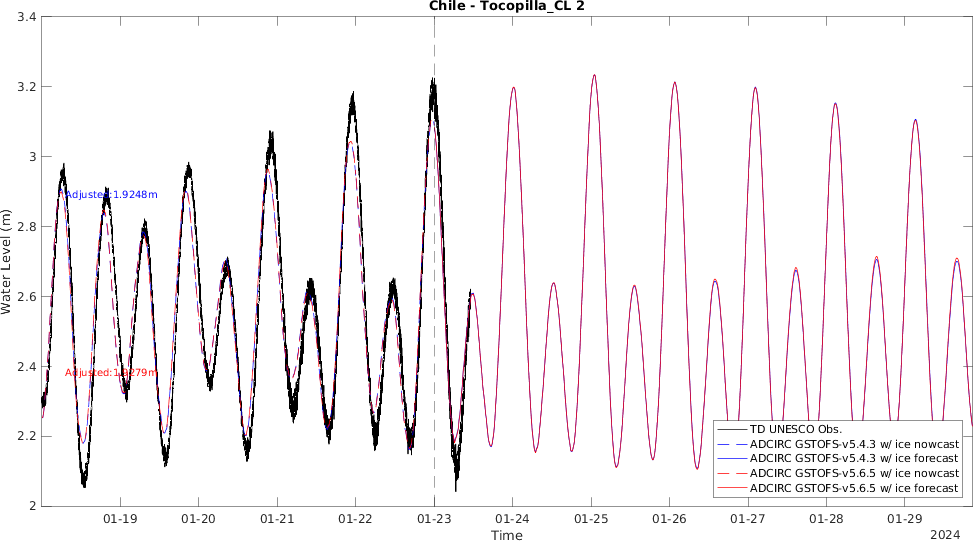 Chile - Tocopilla_CL 2
3.4
3.2
3
2.8
2.6
2.4
2.2
2
Water Level (m)
Adjusted:1.9248m
Adjusted:1.9279m
01-19
01-20
01-21
01-22
01-23
01-24
01-25
01-26
01-27
01-28
01-29
Time
2024
TD UNESCO Obs.
ADCIRC GSTOFS-v5.4.3 w/ ice nowcast
ADCIRC GSTOFS-v5.4.3 w/ ice forecast
ADCIRC GSTOFS-v5.6.5 w/ ice nowcast
ADCIRC GSTOFS-v5.6.5 w/ ice forecast